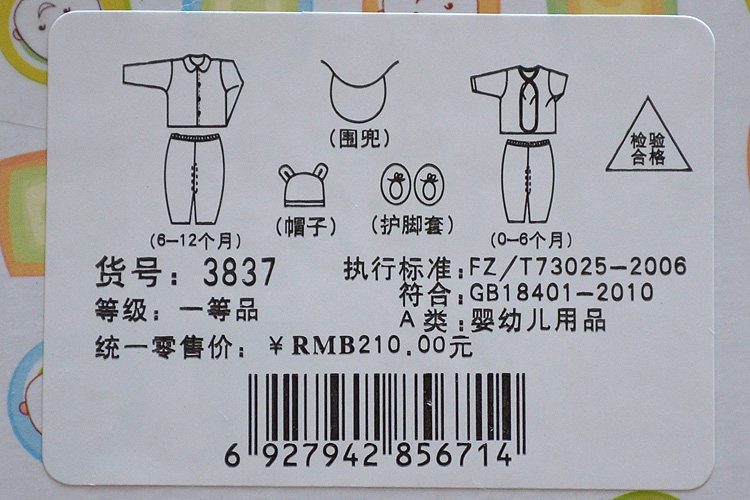 (围兜)
检验
合格
(帽子)
(护脚套)
(6-12个月)
(0-6个月)
货号：3837
执行标准：FZ/T73025-2006
等级：一等品
符合：GB18401-2010
A类：婴幼儿用品
统一零售价：￥RMB210.00元
6 927942 856714